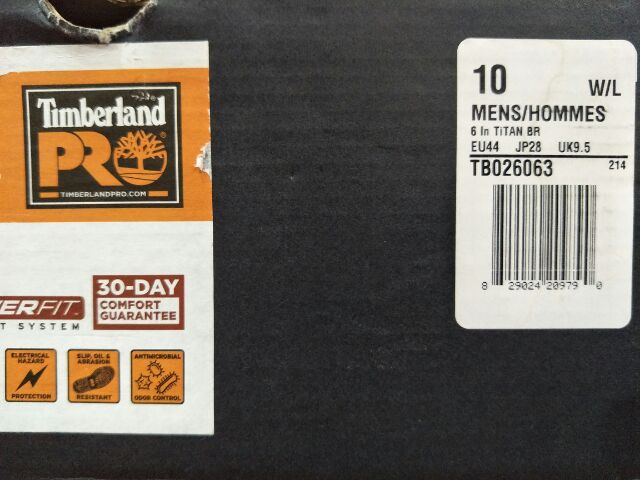 Timberland
PRO
TIMBERLANDPRO.COM
30-DAY
ERFIT™
COMFORT
T SYSTEM
GUARANTEE
ELECTRICAL
HAZARD
PROTECTION
SLIP, OIL &
ABRASION
RESISTANT
ANTIMICROBIAL
ODOR CONTROL
10
W/L
MENS/HOMMES
6 In TiTAN BR
EU44 JP28 UK9.5
TB026063 214
8 29024 20979 0